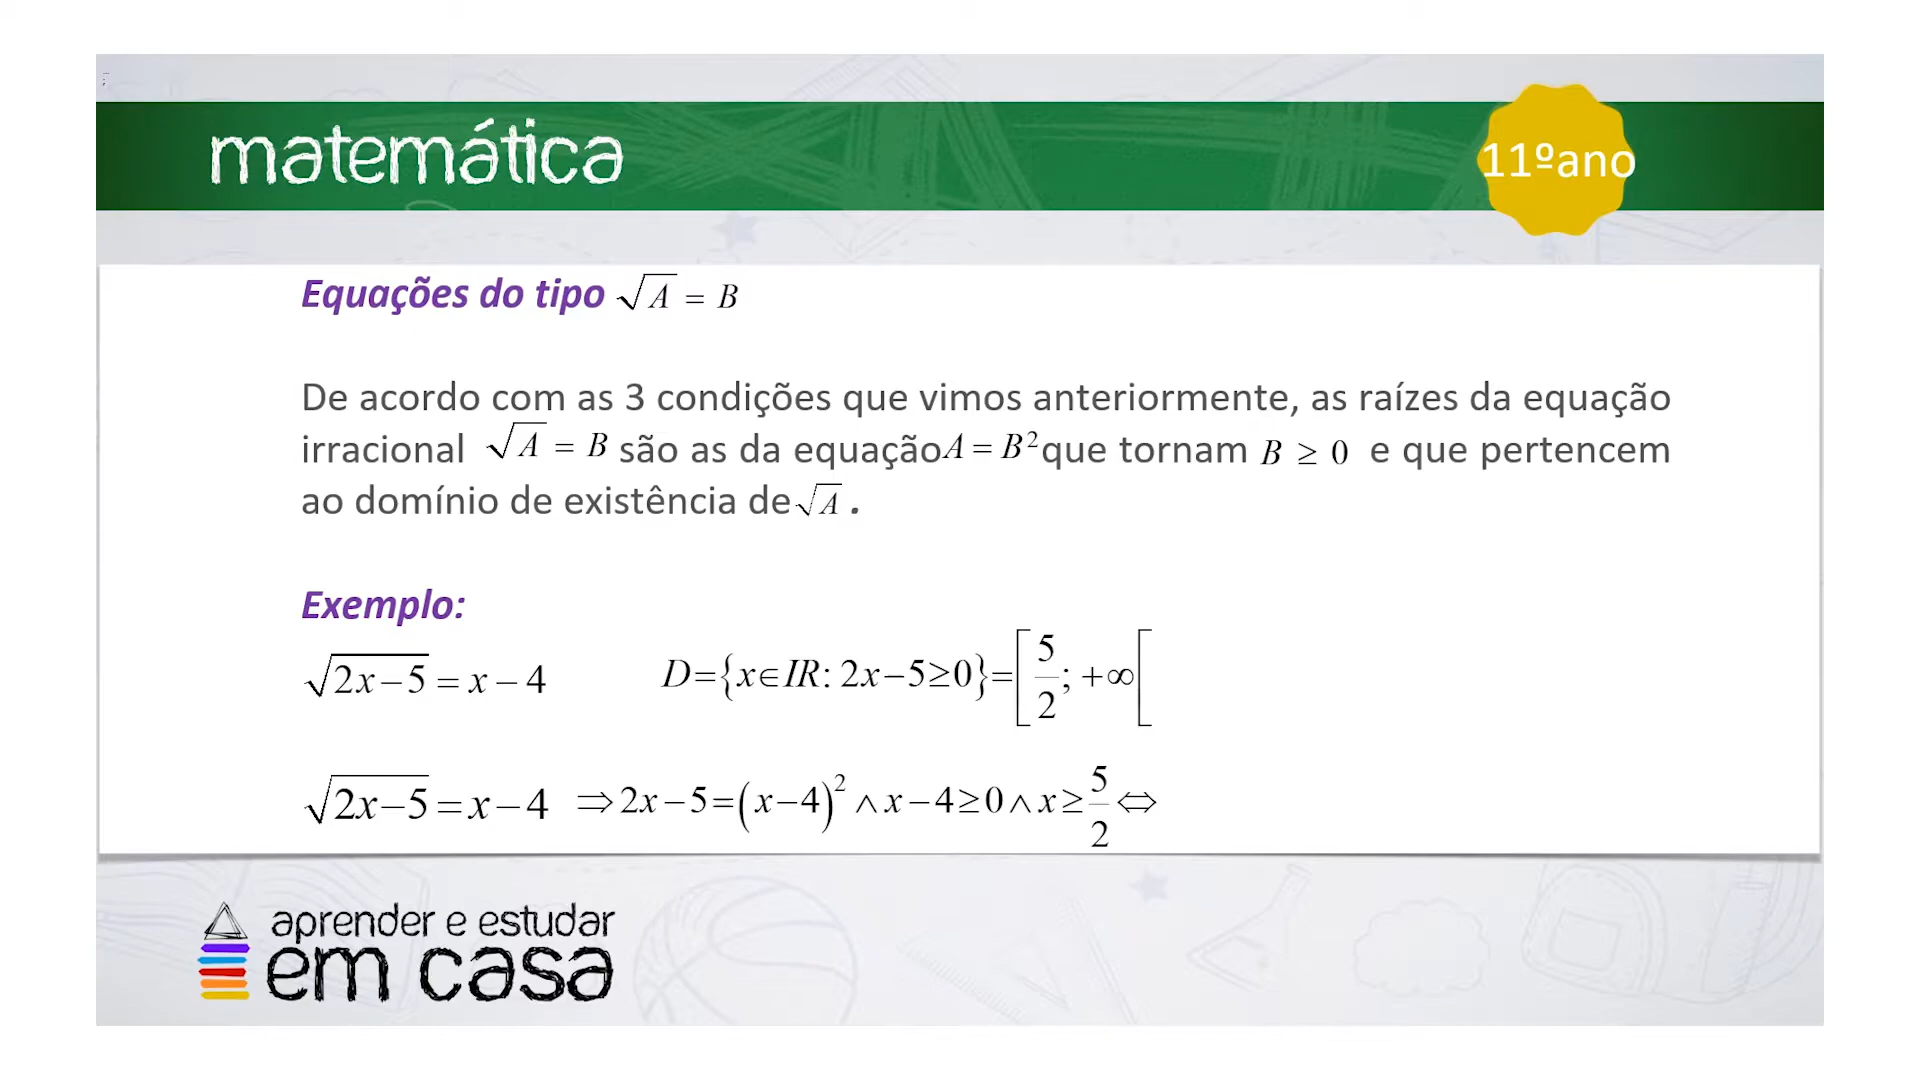 matemática
11ºano
Equações do tipo √A = B
De acordo com as 3 condições que vimos anteriormente, as raízes da equação
irracional √A = B são as da equação A = B² que tornam B ≥ 0 e que pertencem
ao domínio de existência de √A .
Exemplo:
√(2x−5) = x−4 D={x∈IR: 2x−5≥0}=[5/2; +∞[
√(2x−5) = x−4 ⇒2x−5=(x−4)² ∧ x−4≥0 ∧ x≥5/2 ⇔
aprender e estudar
em casa